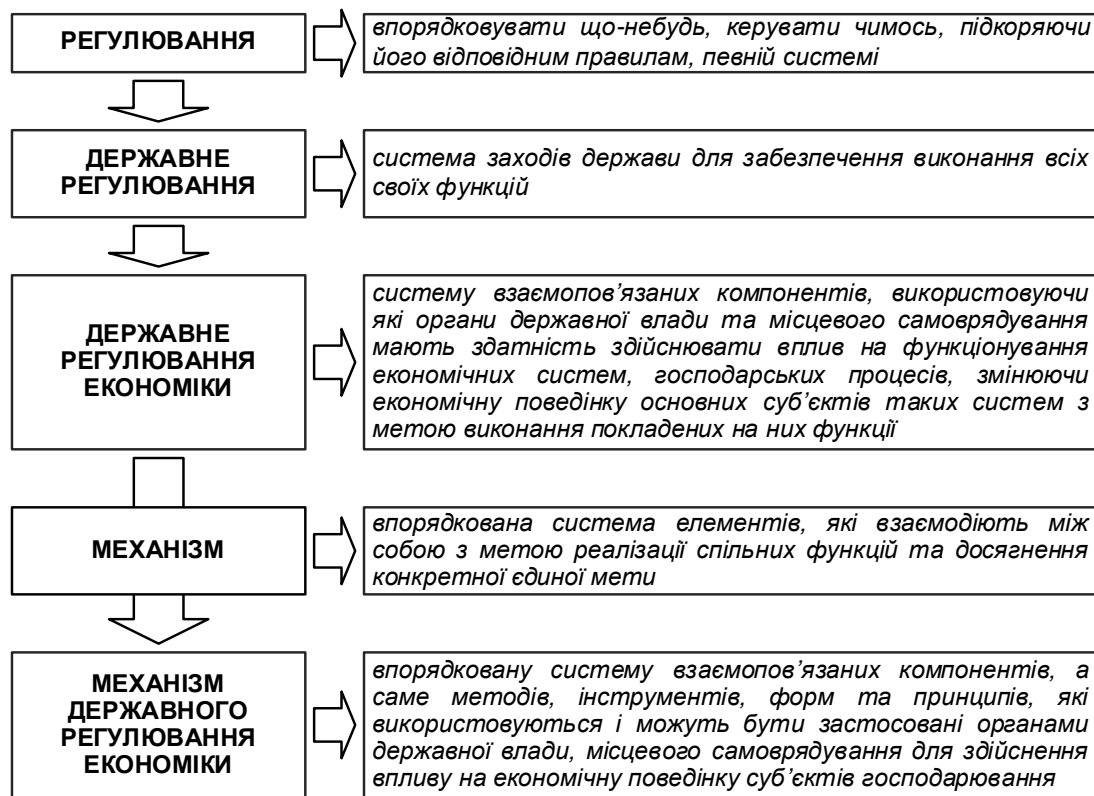 РЕГУЛЮВАННЯ
впорядковувати що-небудь, керувати чимось, підкоряючи
його відповідним правилам, певній системі
ДЕРЖАВНЕ
РЕГУЛЮВАННЯ
система заходів держави для забезпечення виконання всіх
своїх функцій
ДЕРЖАВНЕ
РЕГУЛЮВАННЯ
ЕКОНОМІКИ
систему взаємопов’язаних компонентів, використовуючи
які органи державної влади та місцевого самоврядування
мають здатність здійснювати вплив на функціонування
економічних систем, господарських процесів, змінюючи
економічну поведінку основних суб’єктів таких систем з
метою виконання покладених на них функції
МЕХАНІЗМ
впорядкована система елементів, які взаємодіють між
собою з метою реалізації спільних функцій та досягнення
конкретної єдиної мети
МЕХАНІЗМ
ДЕРЖАВНОГО
РЕГУЛЮВАННЯ
ЕКОНОМІКИ
впорядковану систему взаємопов’язаних компонентів, а
саме методів, інструментів, форм та принципів, які
використовуються і можуть бути застосовані органами
державної влади, місцевого самоврядування для здійснення
впливу на економічну поведінку суб’єктів господарювання